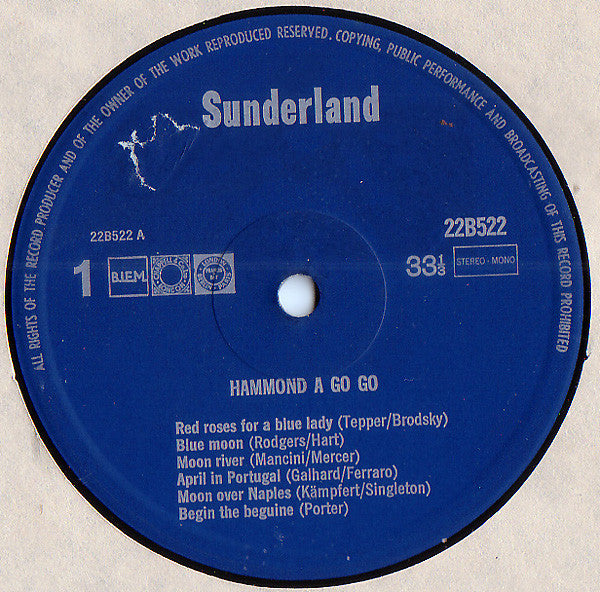 ALL RIGHTS OF THE RECORD PRODUCER AND OF THE OWNER OF THE WORK REPRODUCED RESERVED. COPYING, PUBLIC PERFORMANCE AND BROADCASTING OF THIS RECORD PROHIBITED
Sunderland
22B522 A
22B522
1
B.I.E.M.
33⅓
STEREO - MONO
HAMMOND A GO GO
Red roses for a blue lady (Tepper/Brodsky)
Blue moon (Rodgers/Hart)
Moon river (Mancini/Mercer)
April in Portugal (Galhard/Ferraro)
Moon over Naples (Kämpfert/Singleton)
Begin the beguine (Porter)